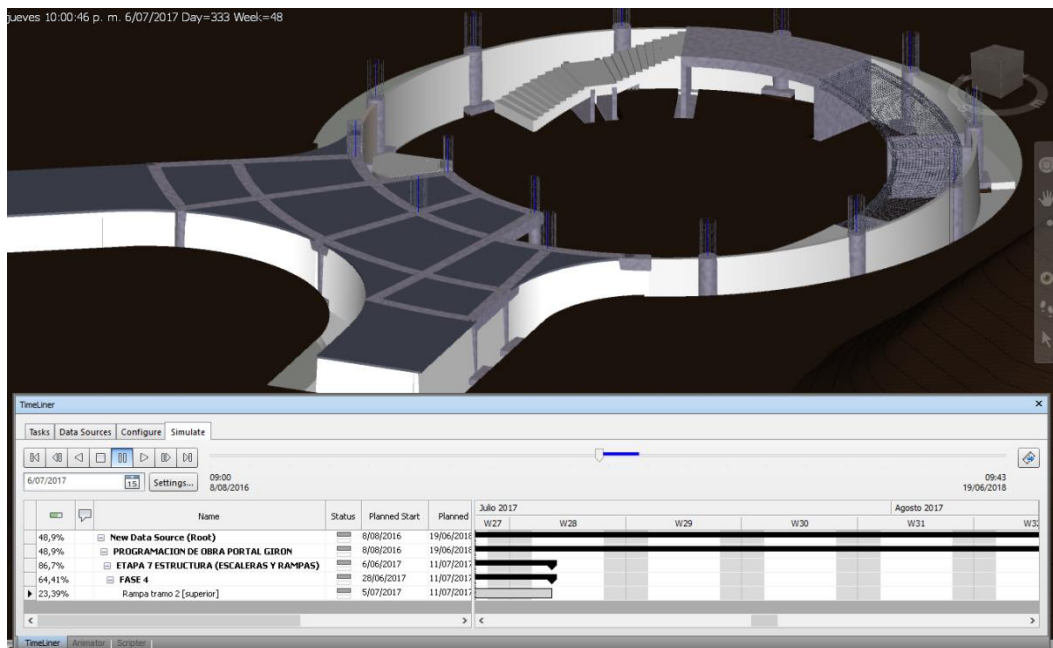 jueves 10:00:46 p. m. 6/07/2017 Day=333 Week=48
TimeLiner
Tasks Data Sources Configure Simulate
6/07/2017 15 Settings... 09:00 09:43
8/08/2016 19/06/2018
Name Status Planned Start Planned Julio 2017 Agosto 2017
W27 W28 W29 W30 W31 W32
48,9% New Data Source (Root) 8/08/2016 19/06/2018
48,9% PROGRAMACION DE OBRA PORTAL GIRON 8/08/2016 19/06/2018
86,7% ETAPA 7 ESTRUCTURA (ESCALERAS Y RAMPAS) 6/06/2017 11/07/2017
64,41% FASE 4 28/06/2017 11/07/2017
23,39% Rampa tramo 2 [superior] 5/07/2017 11/07/2017
TimeLiner Animator Scripter